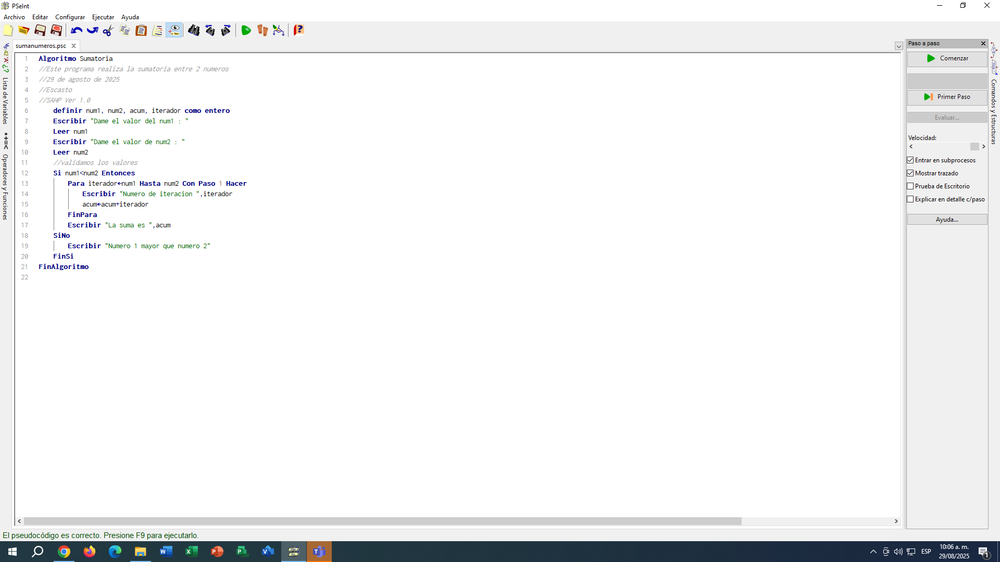 PSeInt
Archivo Editar Configurar Ejecutar Ayuda
sumanumeros.psc
1 Algoritmo Sumatoria
2 //Este programa realiza la sumatoria entre 2 numeros
3 //29 de agosto de 2025
4 //Escasto
5 //SAHP Ver 1.0
6 definir num1, num2, acum, iterador como entero
7 Escribir "Dame el valor del num1 : "
8 Leer num1
9 Escribir "Dame el valor de num2 : "
10 Leer num2
11 //validamos los valores
12 Si num1<num2 Entonces
13 Para iterador←num1 Hasta num2 Con Paso 1 Hacer
14 Escribir "Numero de iteracion ",iterador
15 acum←acum+iterador
16 FinPara
17 Escribir "La suma es ",acum
18 SiNo
19 Escribir "Numero 1 mayor que numero 2"
20 FinSi
21 FinAlgoritmo
22
Lista de Variables
*+=< Operadores y Funciones
Paso a paso
Comenzar
Primer Paso
Evaluar...
Velocidad:
Entrar en subprocesos
Mostrar trazado
Prueba de Escritorio
Explicar en detalle c/paso
Ayuda...
Comandos y Estructuras
El pseudocódigo es correcto. Presione F9 para ejecutarlo.
ESP
10:06 a. m.
29/08/2025
1